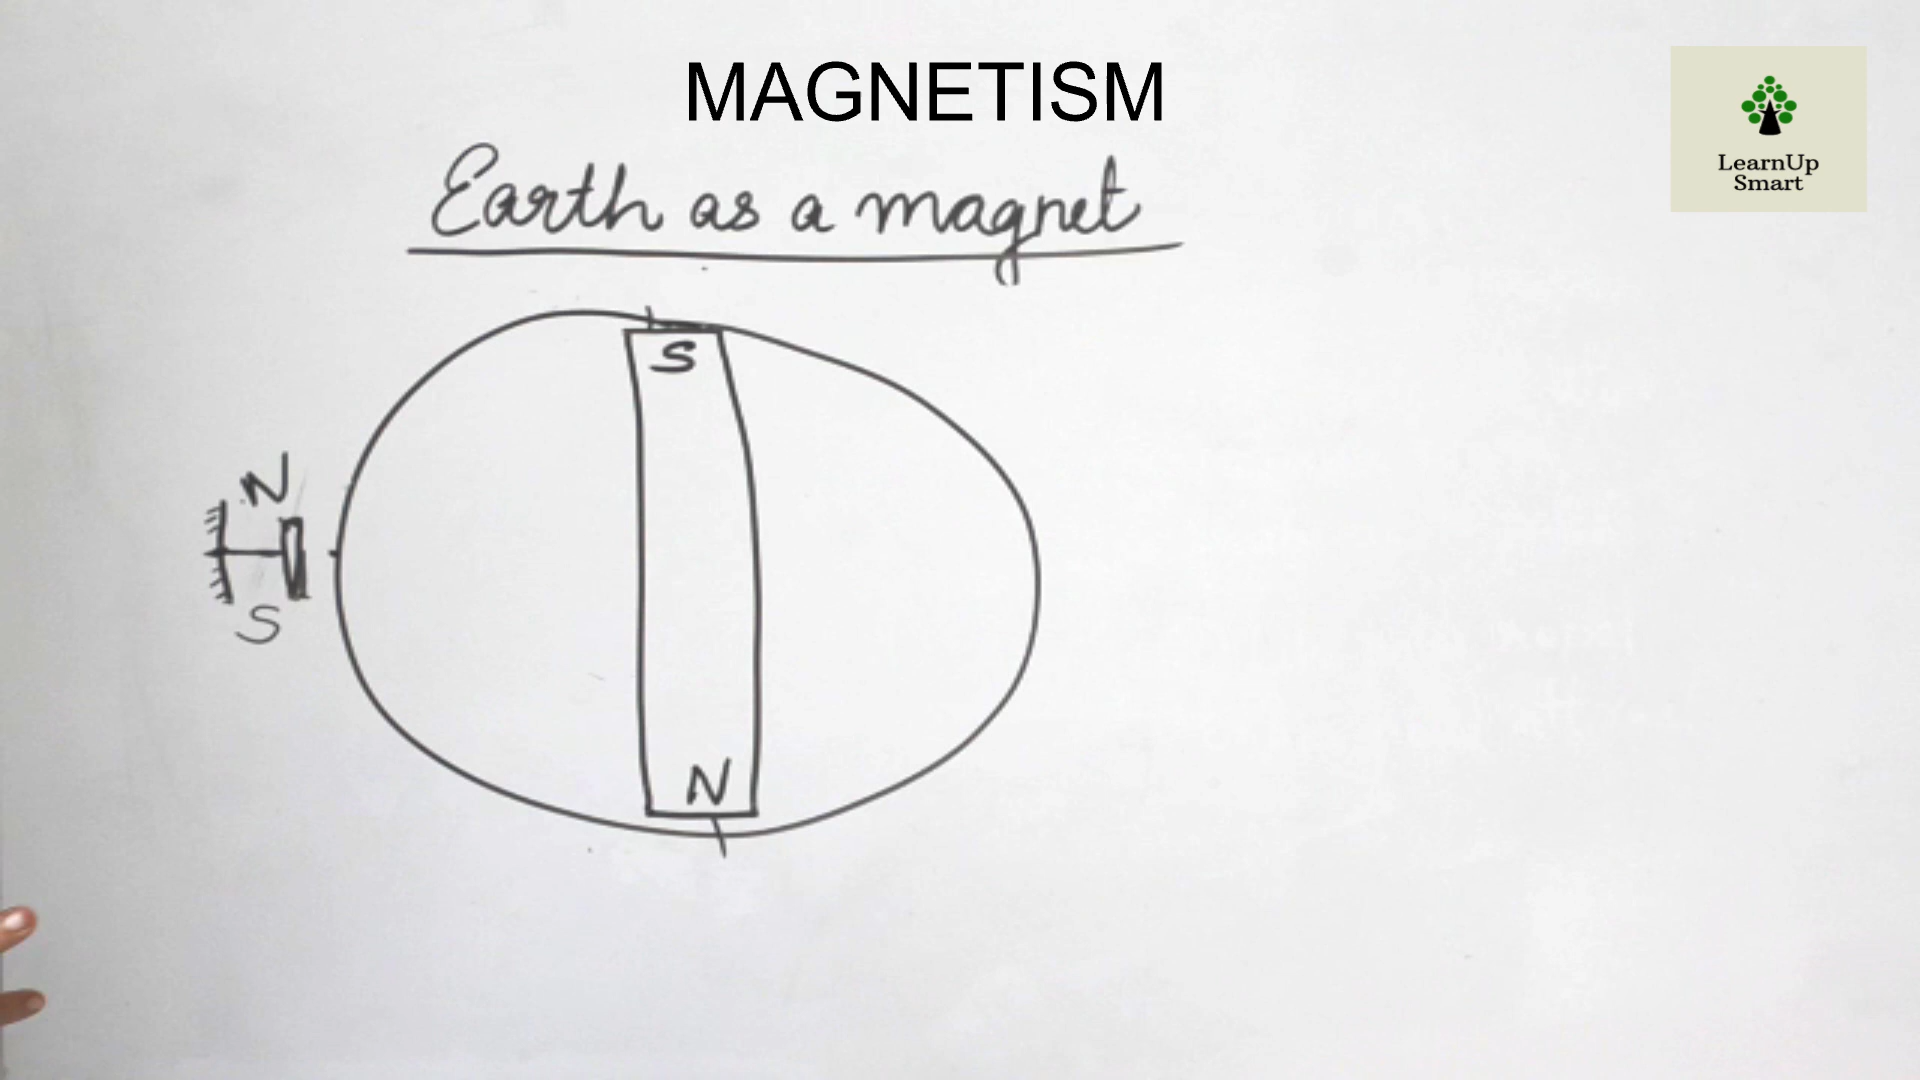 MAGNETISM
LearnUp
Smart
Earth as a magnet
S
N
S
N